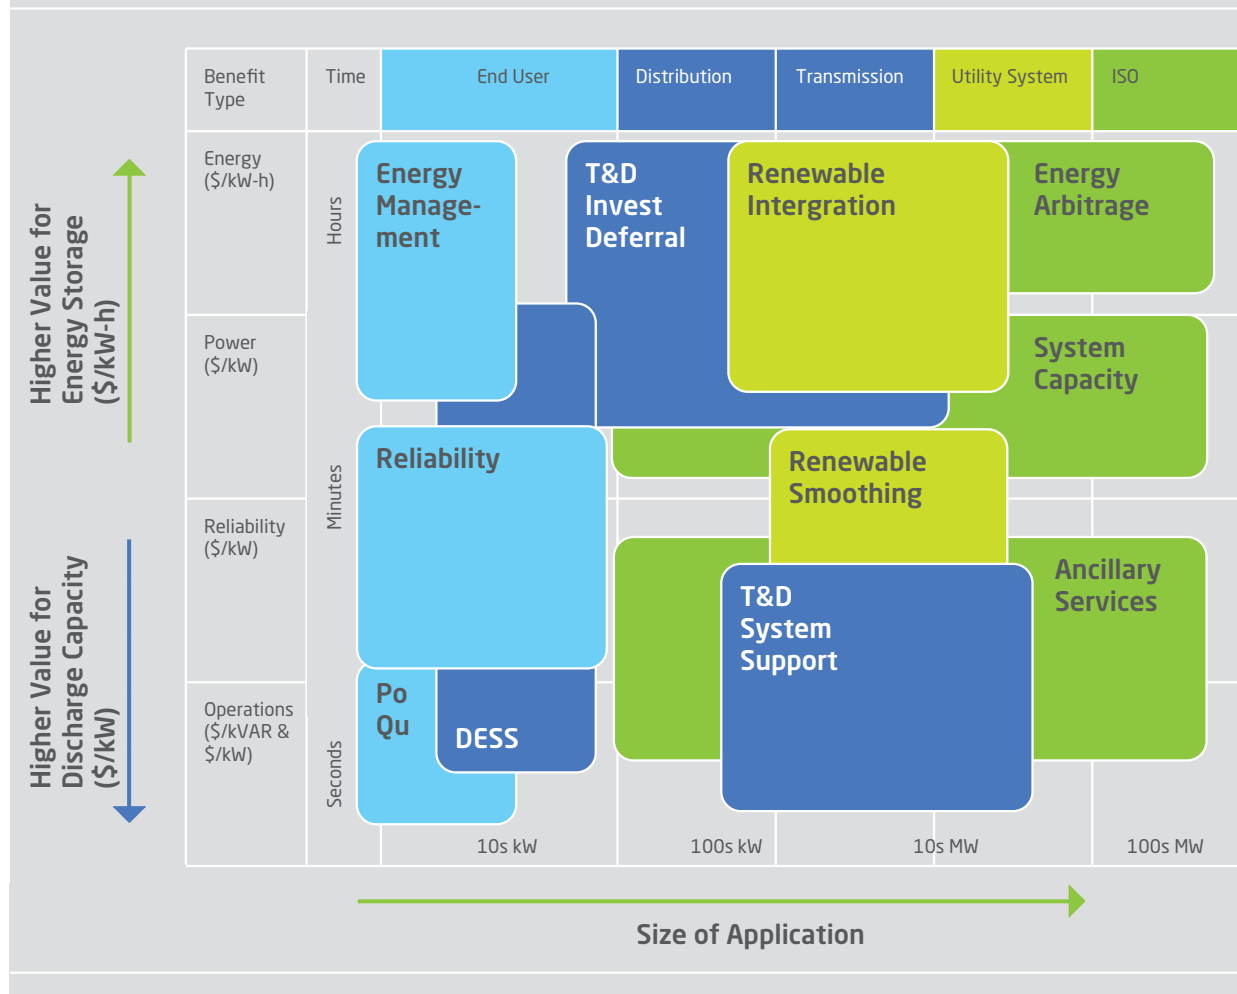 Benefit
Type
Time
End User
Distribution
Transmission
Utility System
ISO
Higher Value for
Energy Storage
($/kW-h)
Higher Value for
Discharge Capacity
($/kW)
Energy
($/kW-h)
Power
($/kW)
Reliability
($/kW)
Operations
($/kVAR &
$/kW)
Hours
Minutes
Seconds
Energy
Manage-
ment
T&D
Invest
Deferral
Renewable
Intergration
Energy
Arbitrage
System
Capacity
Reliability
Renewable
Smoothing
Ancillary
Services
T&D
System
Support
Po
Qu
DESS
10s kW
100s kW
10s MW
100s MW
Size of Application